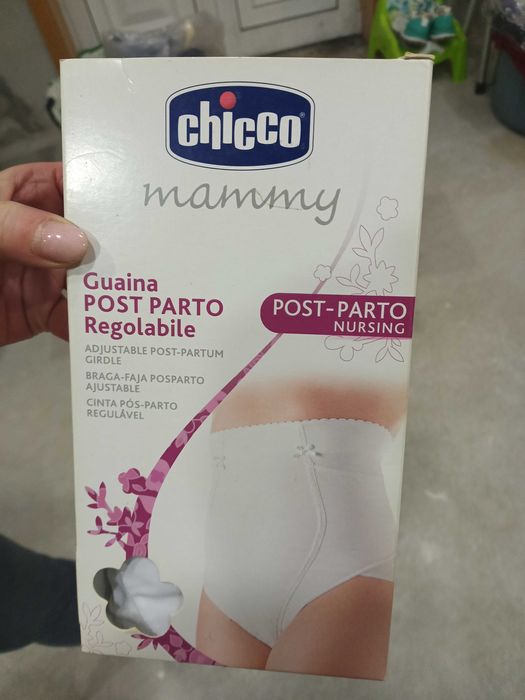 chicco
mammy
Guaina
POST PARTO
Regolabile
ADJUSTABLE POST-PARTUM
GIRDLE
BRAGA-FAJA POSPARTO
AJUSTABLE
CINTA PÓS-PARTO
REGULÁVEL
POST-PARTO
NURSING